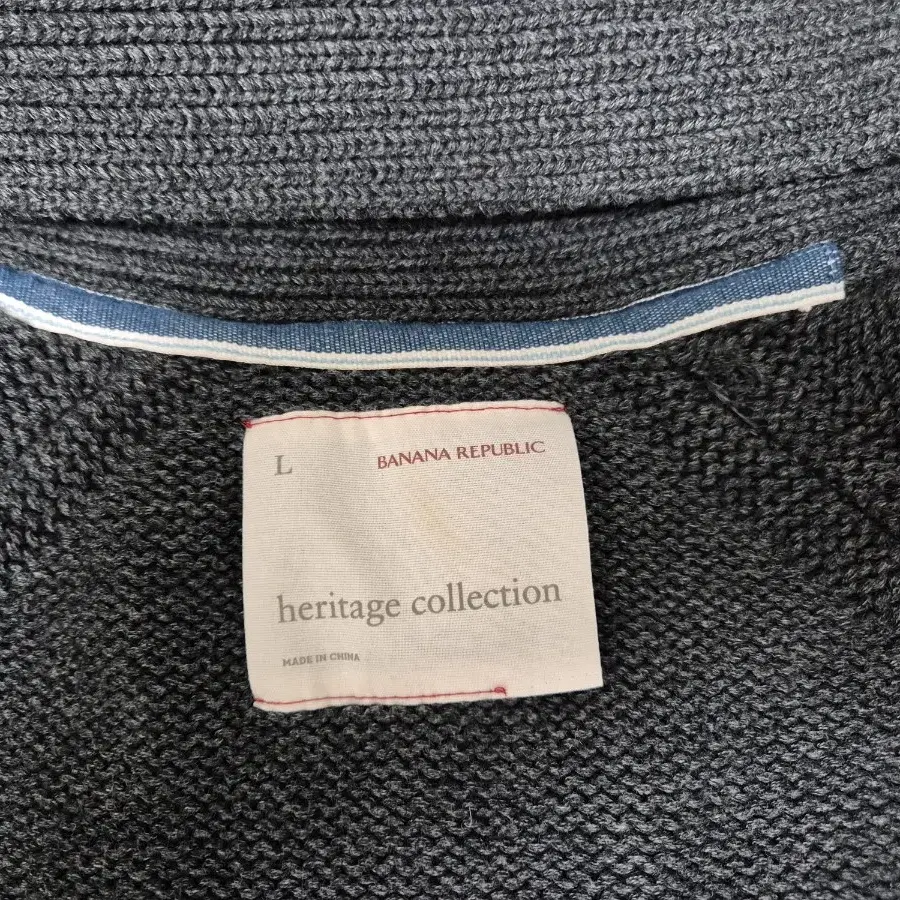 L BANANA REPUBLIC
heritage collection
MADE IN CHINA